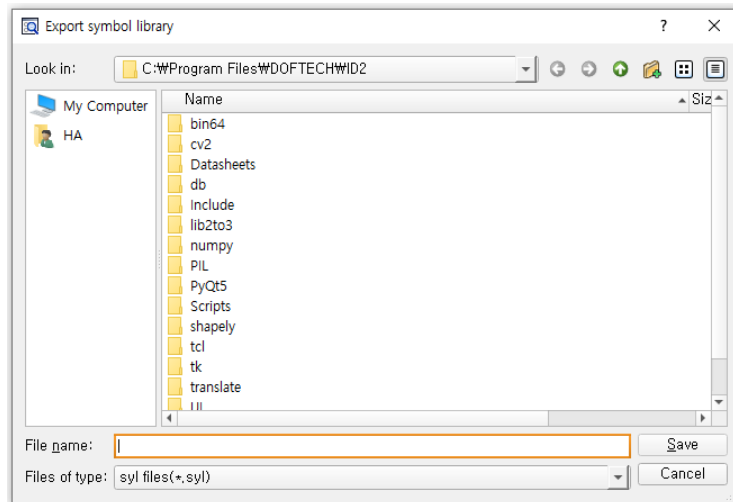 Export symbol library
Look in: C:₩Program Files₩DOFTECH₩ID2
My Computer
HA
Name Siz
bin64
cv2
Datasheets
db
Include
lib2to3
numpy
PIL
PyQt5
Scripts
shapely
tcl
tk
translate
UI
File name: Save
Files of type: syl files(*.syl) Cancel